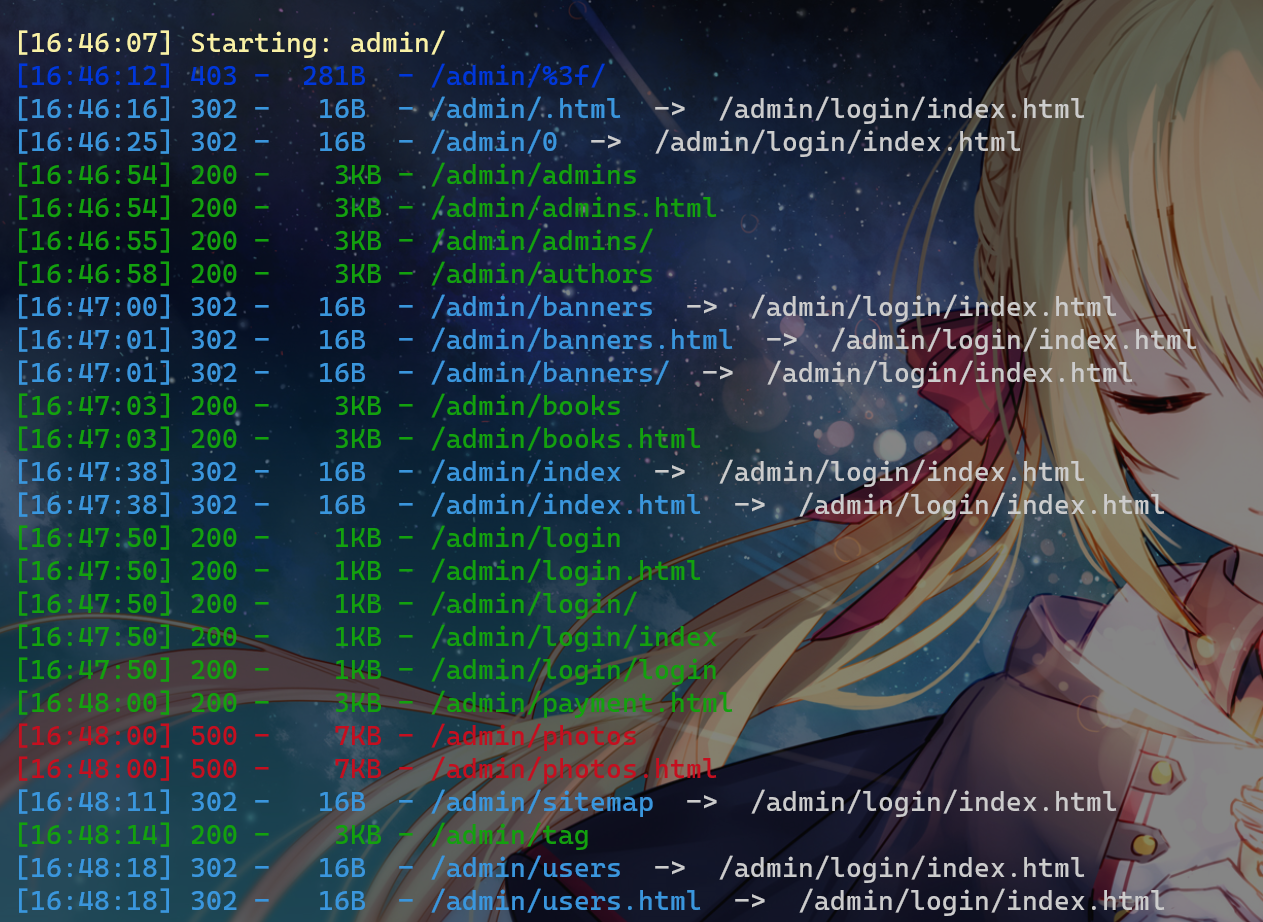 [16:46:07] Starting: admin/
[16:46:12] 403 -  281B  - /admin/%3f/
[16:46:16] 302 -   16B  - /admin/.html  ->  /admin/login/index.html
[16:46:25] 302 -   16B  - /admin/0  ->  /admin/login/index.html
[16:46:54] 200 -    3KB - /admin/admins
[16:46:54] 200 -    3KB - /admin/admins.html
[16:46:55] 200 -    3KB - /admin/admins/
[16:46:58] 200 -    3KB - /admin/authors
[16:47:00] 302 -   16B  - /admin/banners  ->  /admin/login/index.html
[16:47:01] 302 -   16B  - /admin/banners.html  ->  /admin/login/index.html
[16:47:01] 302 -   16B  - /admin/banners/  ->  /admin/login/index.html
[16:47:03] 200 -    3KB - /admin/books
[16:47:03] 200 -    3KB - /admin/books.html
[16:47:38] 302 -   16B  - /admin/index  ->  /admin/login/index.html
[16:47:38] 302 -   16B  - /admin/index.html  ->  /admin/login/index.html
[16:47:50] 200 -    1KB - /admin/login
[16:47:50] 200 -    1KB - /admin/login.html
[16:47:50] 200 -    1KB - /admin/login/
[16:47:50] 200 -    1KB - /admin/login/index
[16:47:50] 200 -    1KB - /admin/login/login
[16:48:00] 200 -    3KB - /admin/payment.html
[16:48:00] 500 -    7KB - /admin/photos
[16:48:00] 500 -    7KB - /admin/photos.html
[16:48:11] 302 -   16B  - /admin/sitemap  ->  /admin/login/index.html
[16:48:14] 200 -    3KB - /admin/tag
[16:48:18] 302 -   16B  - /admin/users  ->  /admin/login/index.html
[16:48:18] 302 -   16B  - /admin/users.html  ->  /admin/login/index.html